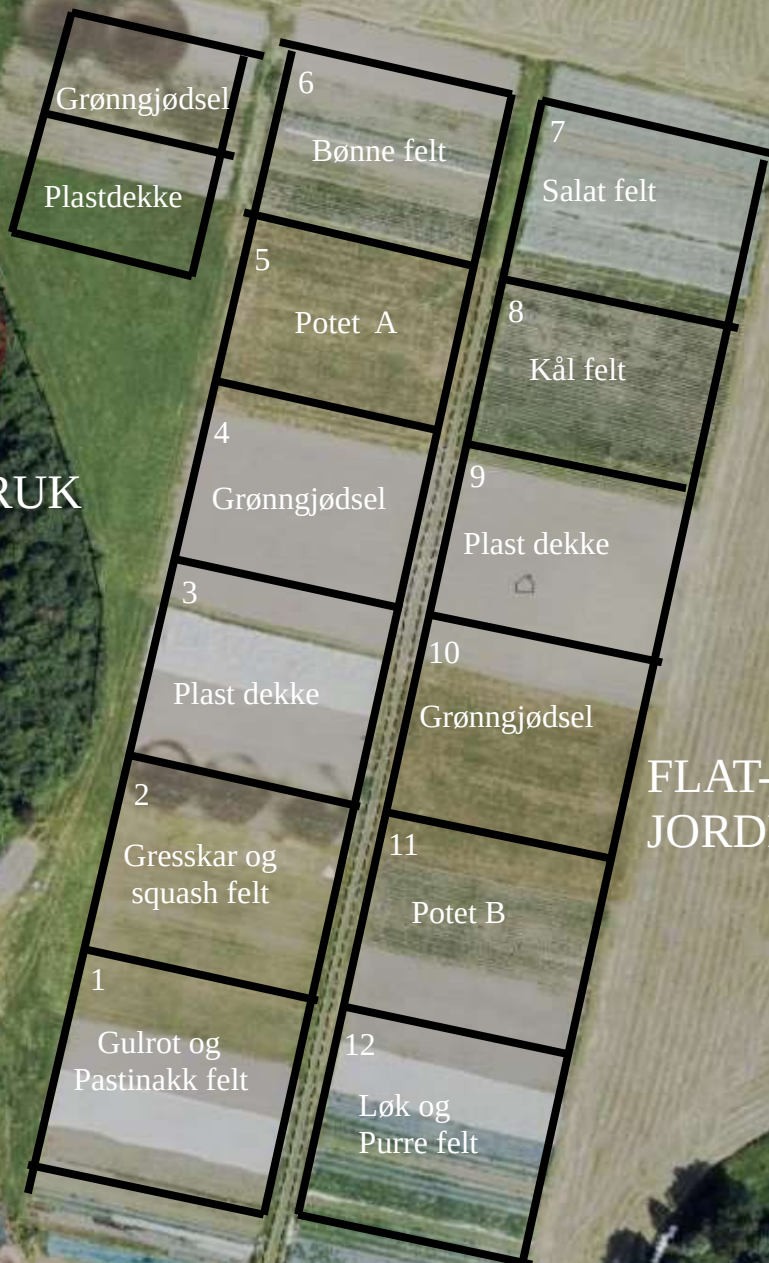 Grønngjødsel
Plastdekke
6
Bønne felt
7
Salat felt
5
Potet A
8
Kål felt
4
Grønngjødsel
9
Plast dekke
RUK
3
Plast dekke
10
Grønngjødsel
2
Gresskar og
squash felt
FLAT-
JORD
11
Potet B
1
Gulrot og
Pastinakk felt
12
Løk og
Purre felt